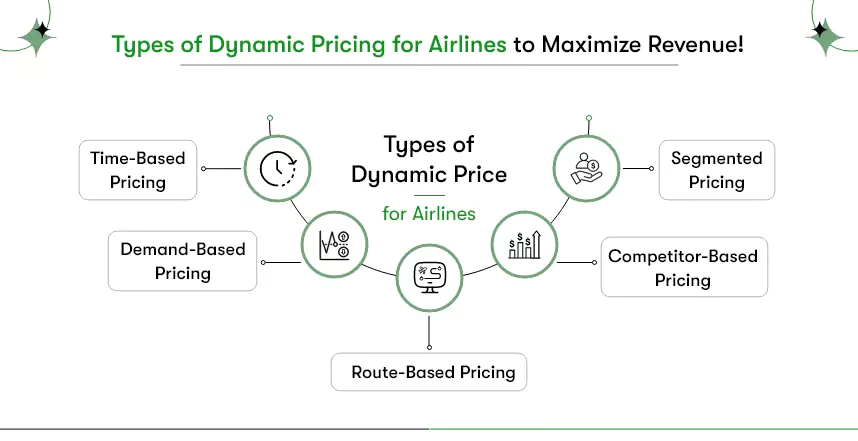 Types of Dynamic Pricing for Airlines to Maximize Revenue!
Types of
Dynamic Price
for Airlines
Time-Based
Pricing
Demand-Based
Pricing
Route-Based Pricing
Competitor-Based
Pricing
Segmented
Pricing